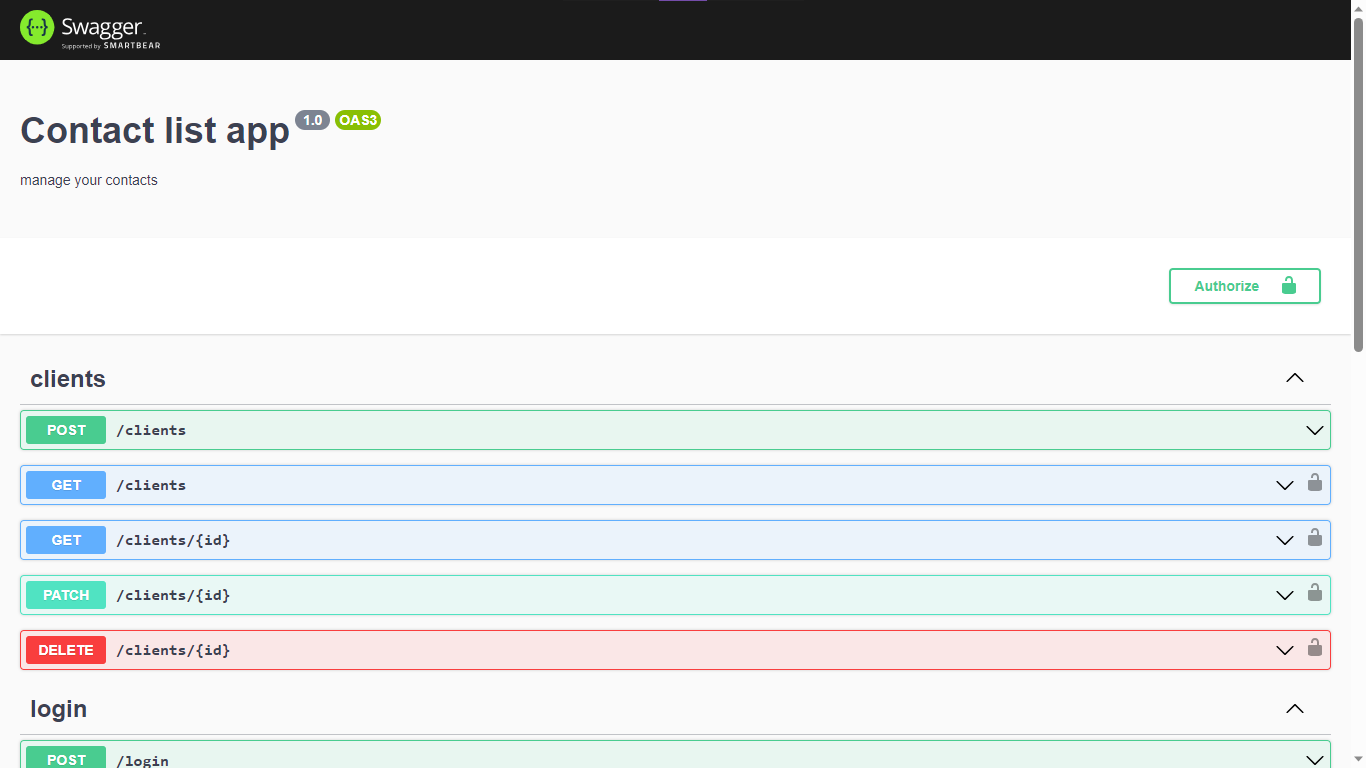 Swagger
Supported by SMARTBEAR
Contact list app 1.0 OAS3
manage your contacts
Authorize
clients
POST /clients
GET /clients
GET /clients/{id}
PATCH /clients/{id}
DELETE /clients/{id}
login
POST /login